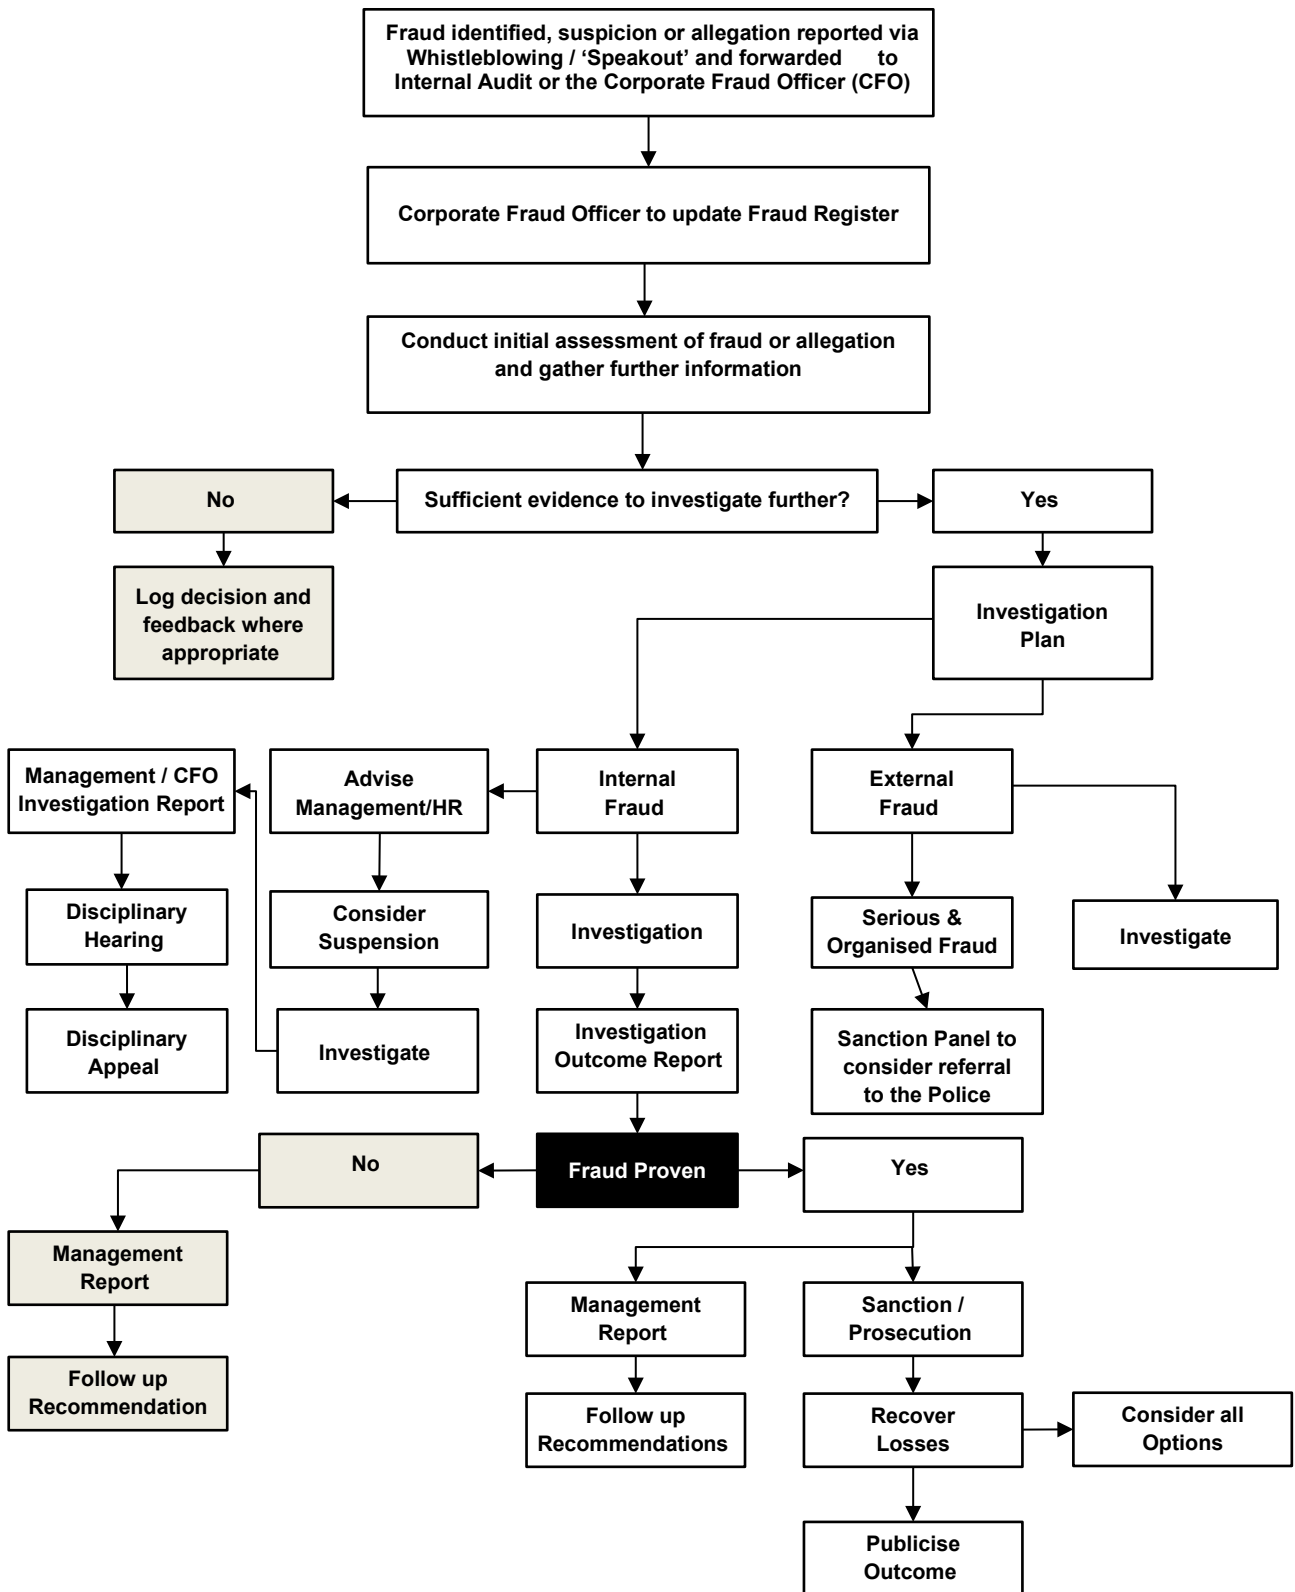 Fraud identified, suspicion or allegation reported via
Whistleblowing / ‘Speakout’ and forwarded to
Internal Audit or the Corporate Fraud Officer (CFO)
Corporate Fraud Officer to update Fraud Register
Conduct initial assessment of fraud or allegation
and gather further information
No
Sufficient evidence to investigate further?
Yes
Log decision and
feedback where
appropriate
Investigation
Plan
Management / CFO
Investigation Report
Advise
Management/HR
Internal
Fraud
External
Fraud
Disciplinary
Hearing
Consider
Suspension
Investigation
Serious &
Organised Fraud
Investigate
Disciplinary
Appeal
Investigate
Investigation
Outcome Report
Sanction Panel to
consider referral
to the Police
No
Fraud Proven
Yes
Management
Report
Management
Report
Sanction /
Prosecution
Follow up
Recommendation
Follow up
Recommendations
Recover
Losses
Consider all
Options
Publicise
Outcome